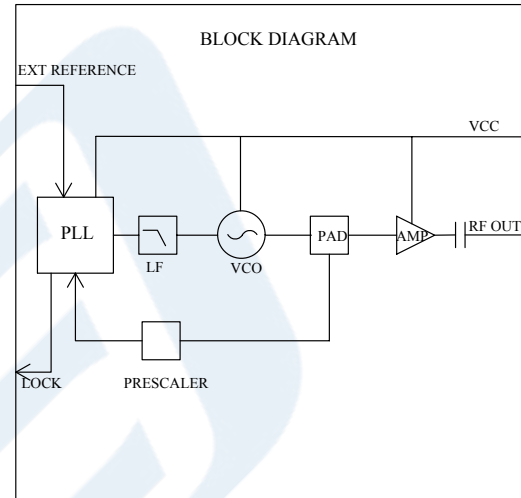 BLOCK DIAGRAM
EXT REFERENCE
VCC
PLL
LF
VCO
PAD
AMP
RF OUT
PRESCALER
LOCK